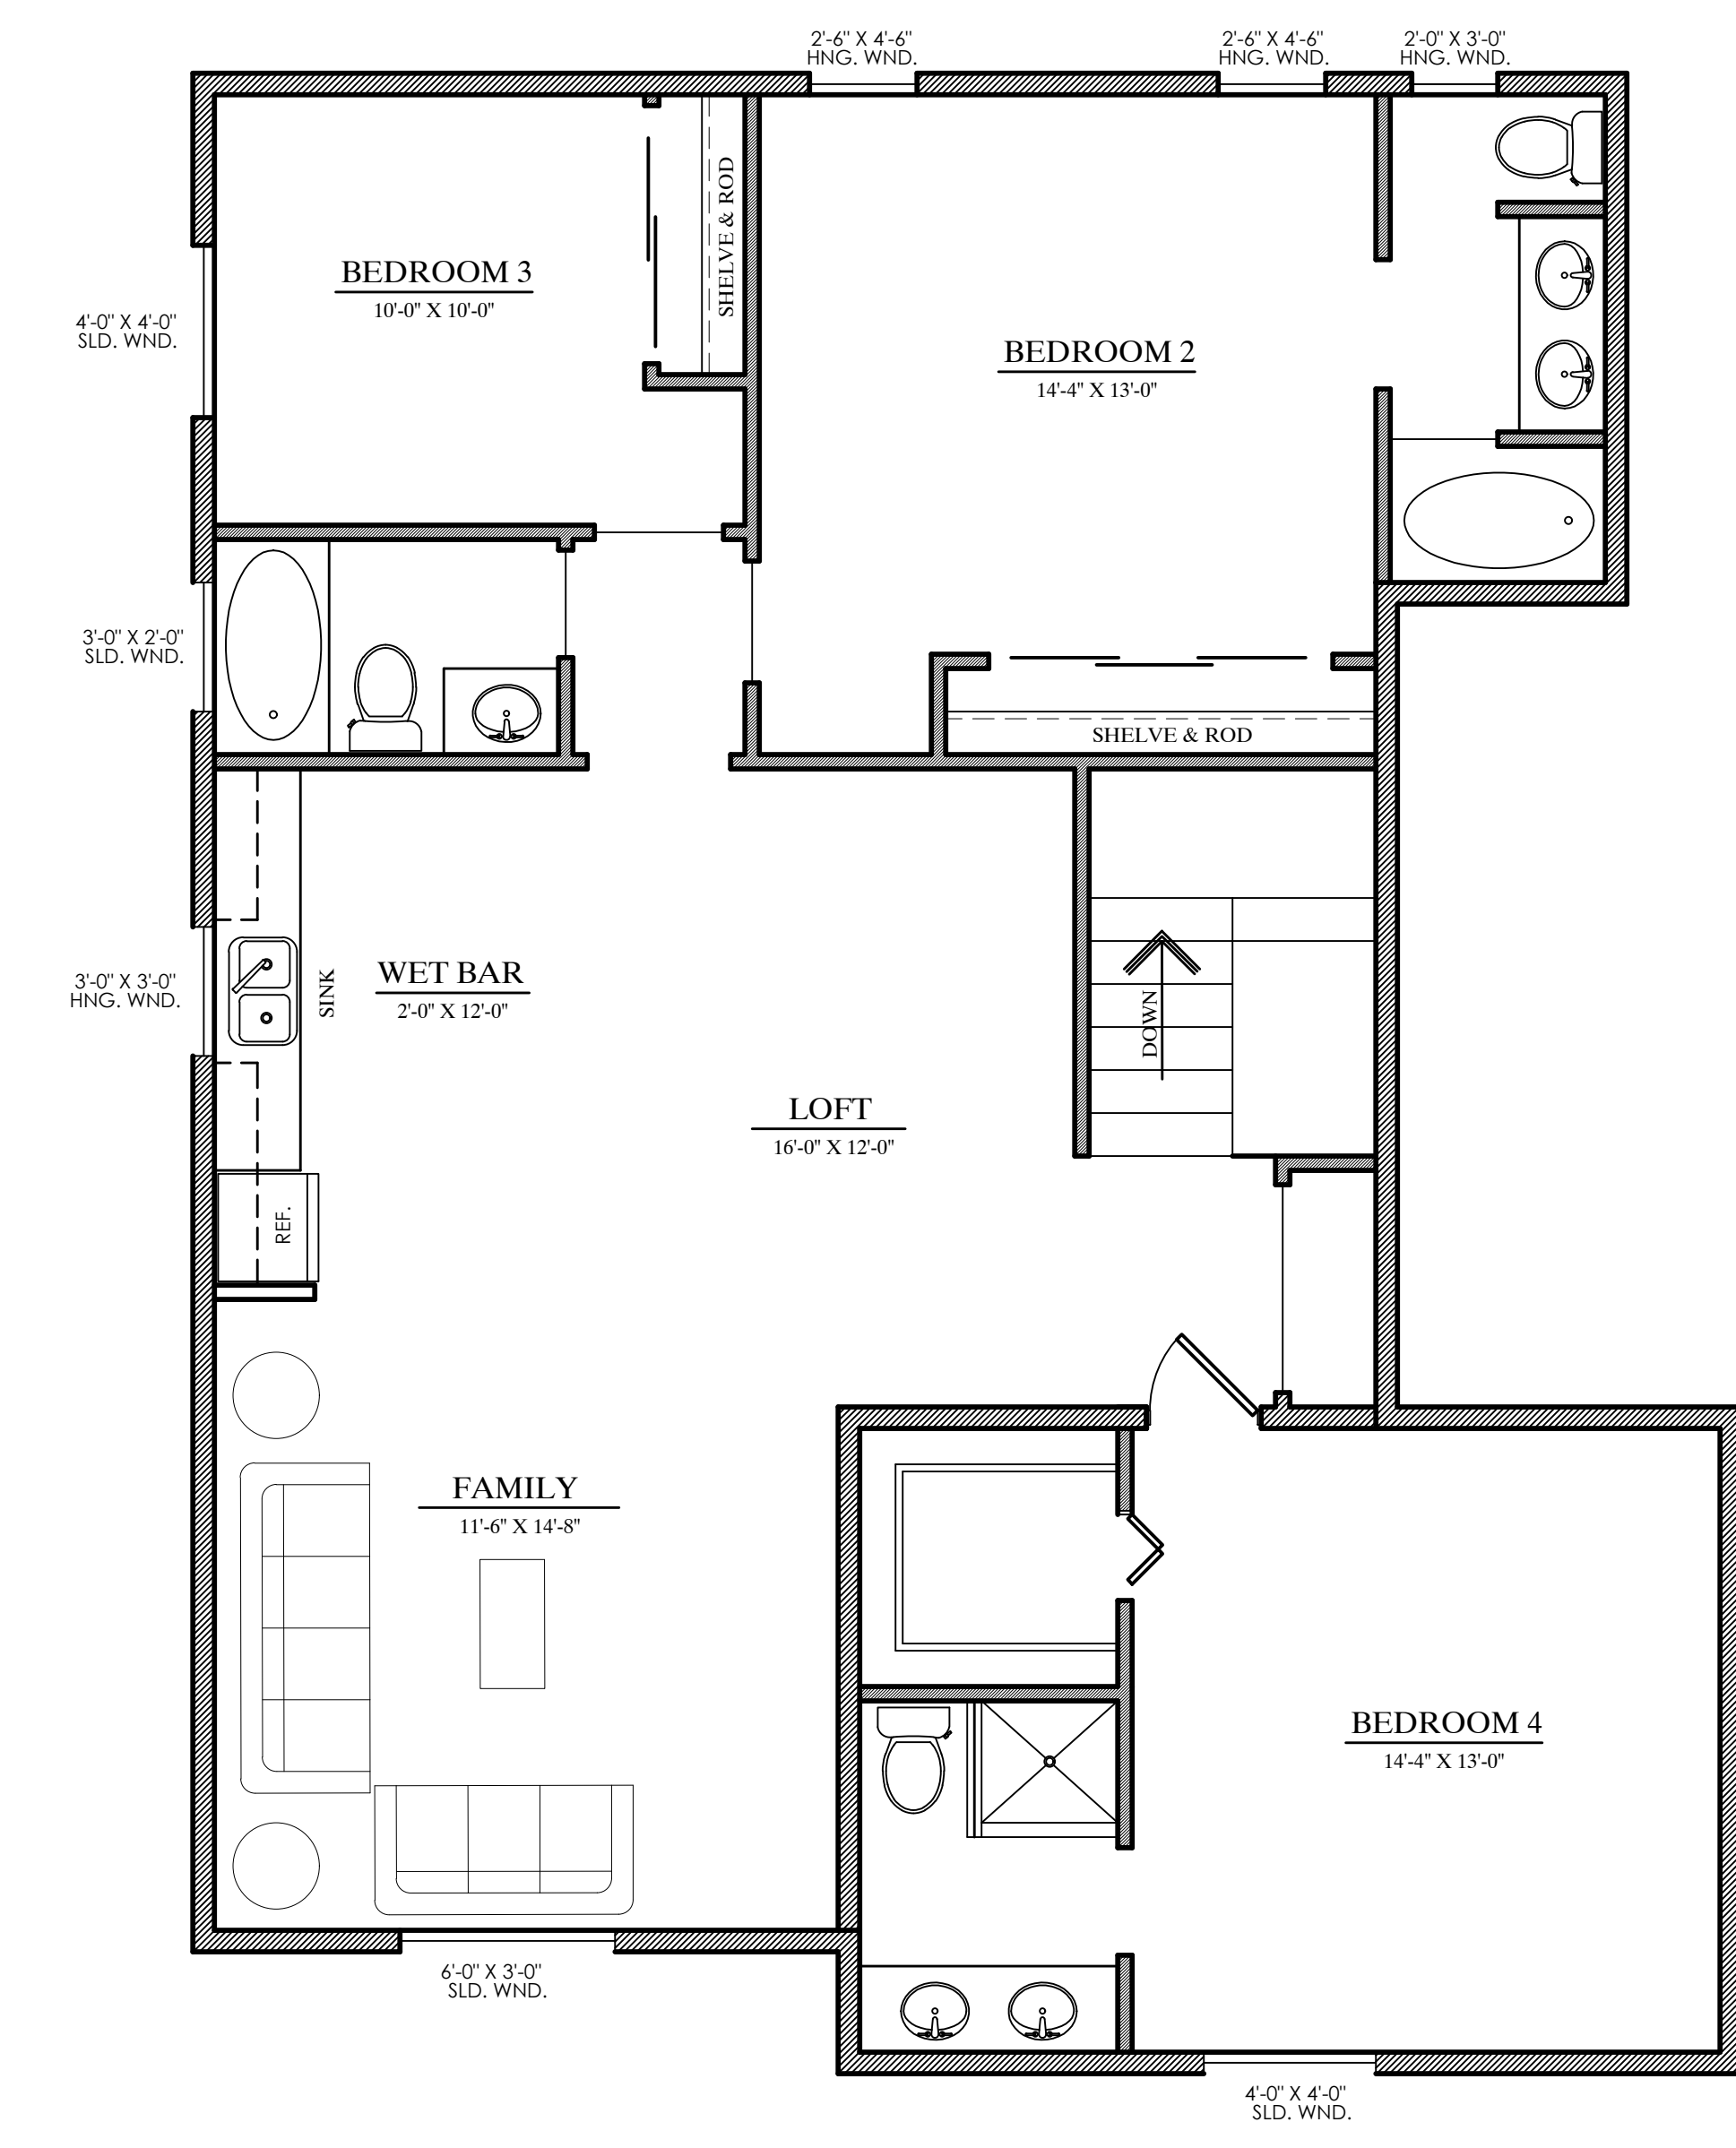 2'-6" X 4'-6"
HNG. WND.
2'-6" X 4'-6"
HNG. WND.
2'-0" X 3'-0"
HNG. WND.
SHELVE & ROD
BEDROOM 3
10'-0" X 10'-0"
4'-0" X 4'-0"
SLD. WND.
BEDROOM 2
14'-4" X 13'-0"
3'-0" X 2'-0"
SLD. WND.
SHELVE & ROD
WET BAR
2'-0" X 12'-0"
3'-0" X 3'-0"
HNG. WND.
SINK
DOWN
LOFT
16'-0" X 12'-0"
REF.
FAMILY
11'-6" X 14'-8"
BEDROOM 4
14'-4" X 13'-0"
6'-0" X 3'-0"
SLD. WND.
4'-0" X 4'-0"
SLD. WND.